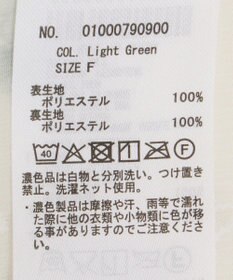 NO. 01000790900
COL. Light Green
SIZE F
表生地
ポリエステル 100%
裏生地
ポリエステル 100%
40 F
濃色品は白物と分別洗い。つけ置き
禁止。洗濯ネット使用。
・濃色製品は摩擦や汗、雨等で濡れ
た際に他の衣類や小物類に色が移
る事がありますのでご注意くださ
い。